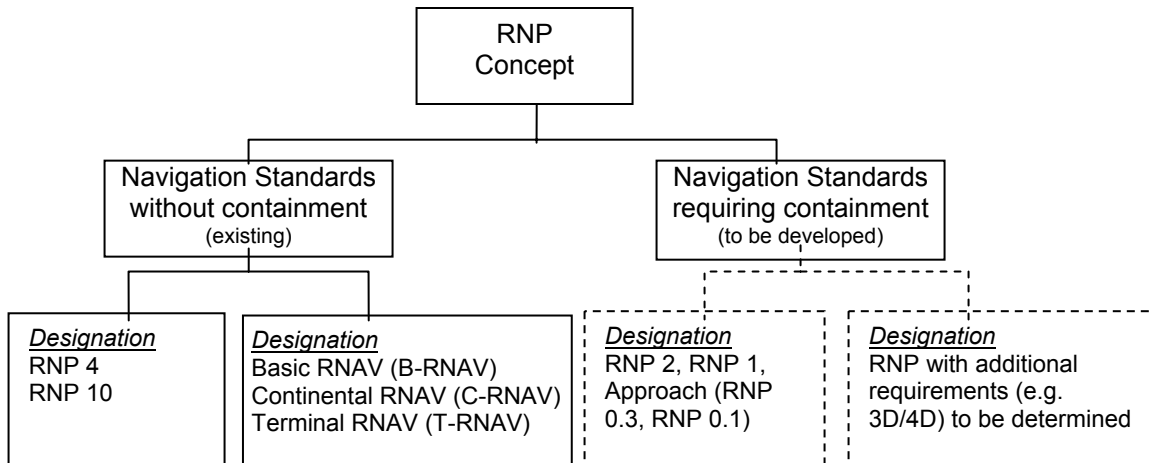 RNP
Concept
Navigation Standards
without containment
(existing)
Navigation Standards
requiring containment
(to be developed)
Designation
RNP 4
RNP 10
Designation
Basic RNAV (B-RNAV)
Continental RNAV (C-RNAV)
Terminal RNAV (T-RNAV)
Designation
RNP 2, RNP 1,
Approach (RNP
0.3, RNP 0.1)
Designation
RNP with additional
requirements (e.g.
3D/4D) to be determined